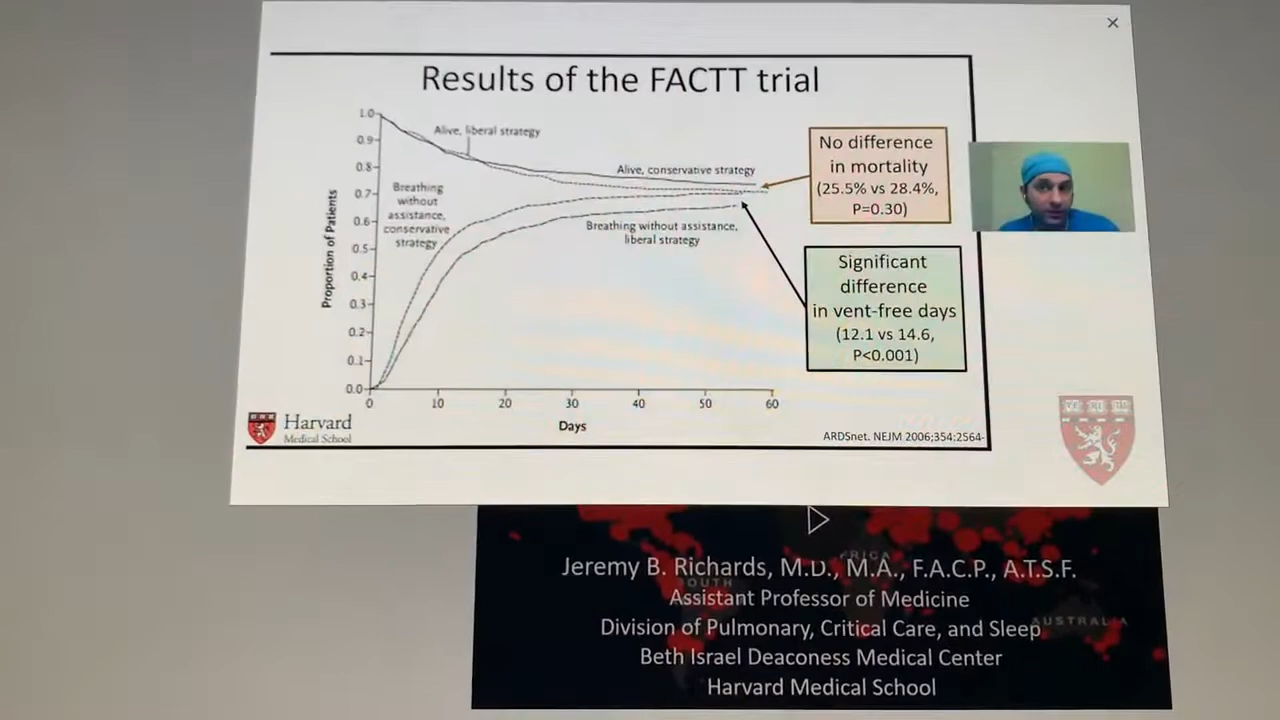 Results of the FACTT trial
1.0
0.9
0.8
0.7
0.6
0.5
0.4
0.3
0.2
0.1
0.0
Proportion of Patients
Alive, liberal strategy
Alive, conservative strategy
Breathing
without
assistance,
conservative
strategy
Breathing without assistance,
liberal strategy
0 10 20 30 40 50 60
Days
No difference
in mortality
(25.5% vs 28.4%,
P=0.30)
Significant
difference
in vent-free days
(12.1 vs 14.6,
P<0.001)
Harvard
Medical School
ARDSnet. NEJM 2006;354:2564-
VE RI TAS
Jeremy B. Richards, M.D., M.A., F.A.C.P., A.T.S.F.
Assistant Professor of Medicine
Division of Pulmonary, Critical Care, and Sleep
AUSTRALIA
Beth Israel Deaconess Medical Center
Harvard Medical School
SOUTH